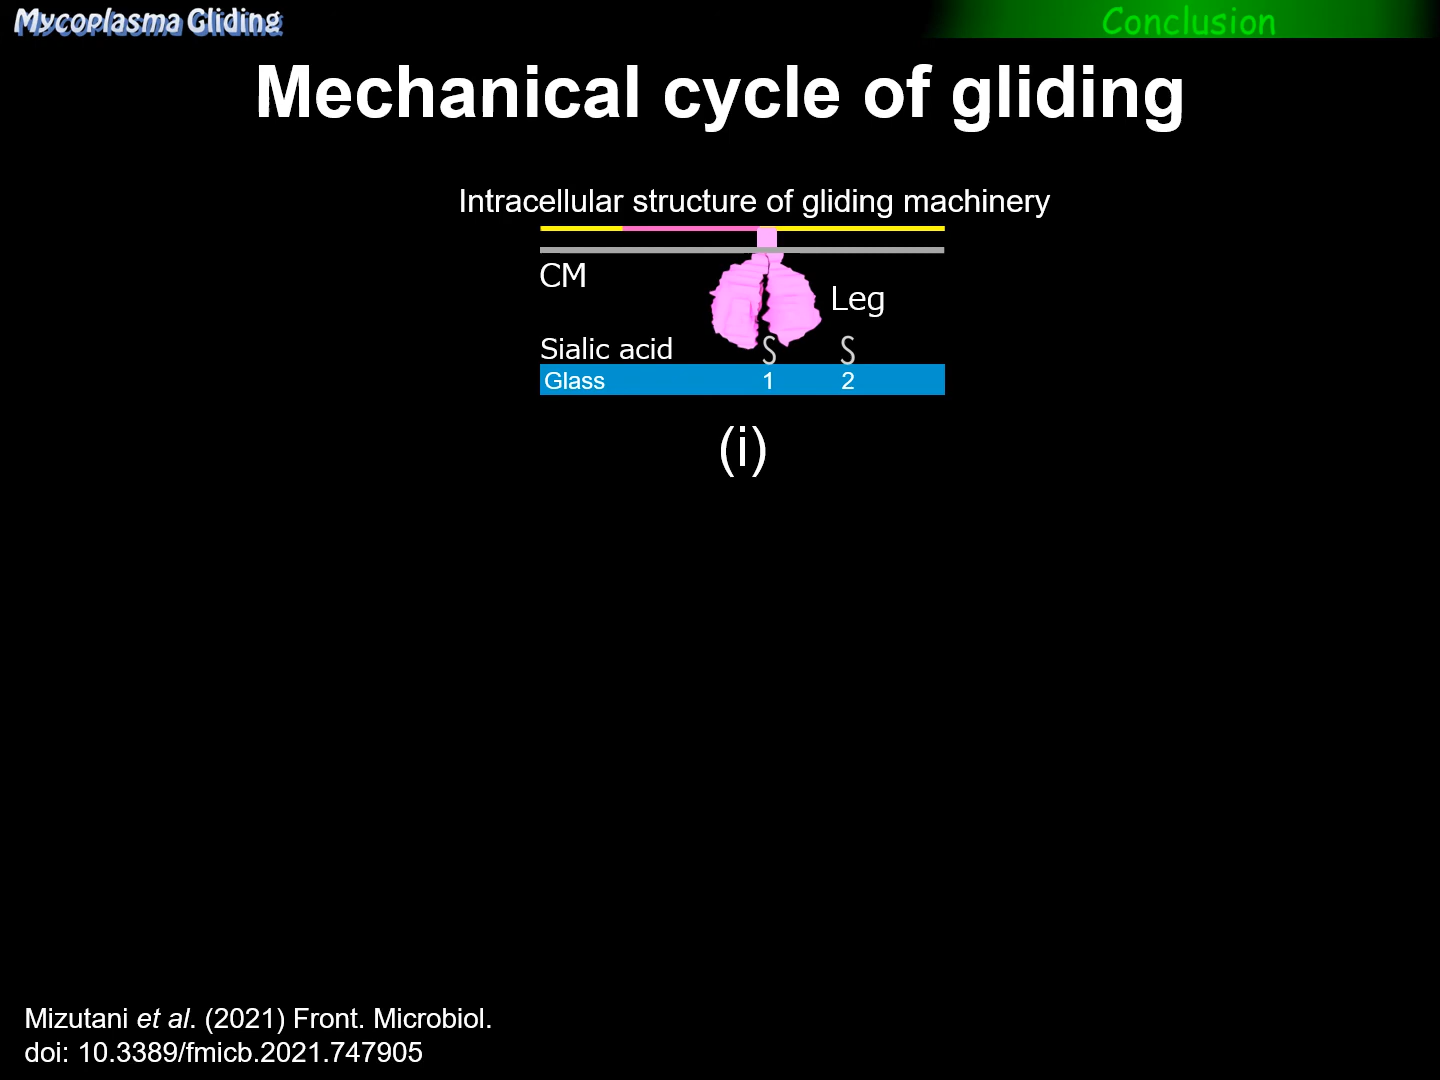 Mycoplasma Gliding
Conclusion
Mechanical cycle of gliding
Intracellular structure of gliding machinery
CM
Leg
Sialic acid
S S
Glass 1 2
(i)
Mizutani et al. (2021) Front. Microbiol.
doi: 10.3389/fmicb.2021.747905